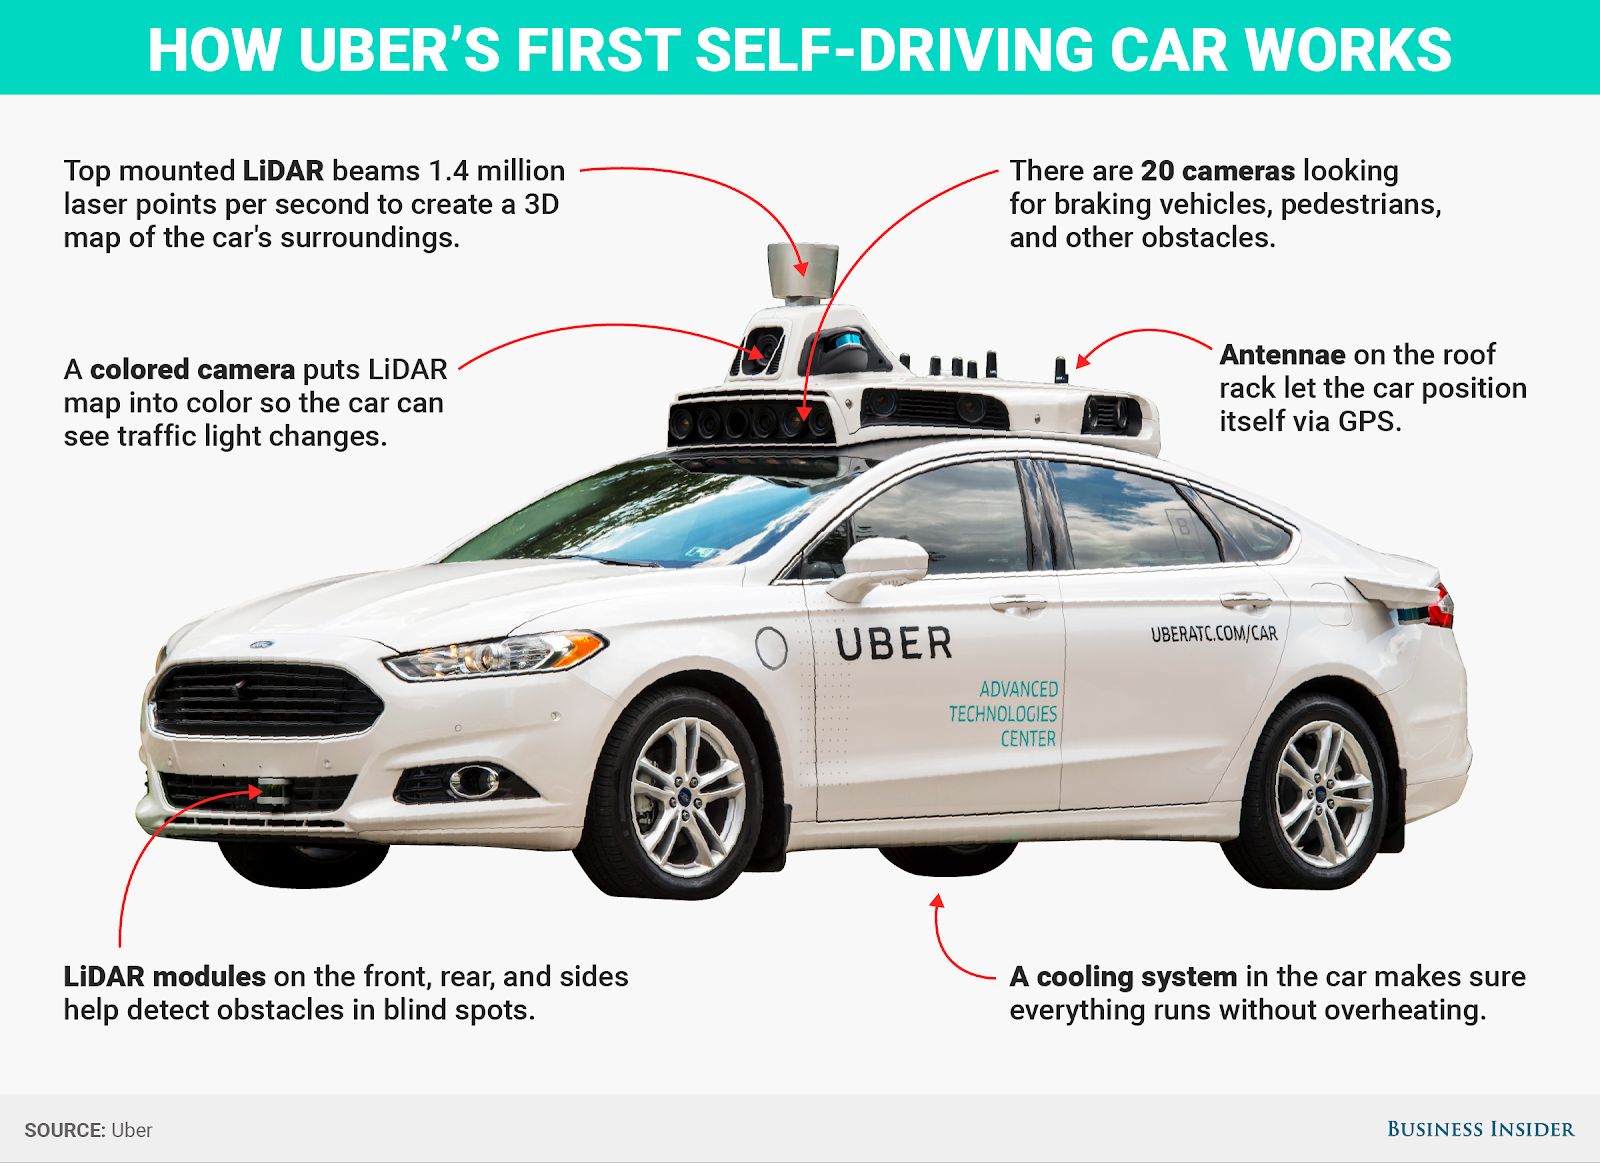 HOW UBER'S FIRST SELF-DRIVING CAR WORKS
Top mounted LiDAR beams 1.4 million
laser points per second to create a 3D
map of the car's surroundings.
There are 20 cameras looking
for braking vehicles, pedestrians,
and other obstacles.
A colored camera puts LiDAR
map into color so the car can
see traffic light changes.
Antennae on the roof
rack let the car position
itself via GPS.
UBER
UBERATC.COM/CAR
ADVANCED
TECHNOLOGIES
CENTER
LiDAR modules on the front, rear, and sides
help detect obstacles in blind spots.
A cooling system in the car makes sure
everything runs without overheating.
SOURCE: Uber
BUSINESS INSIDER